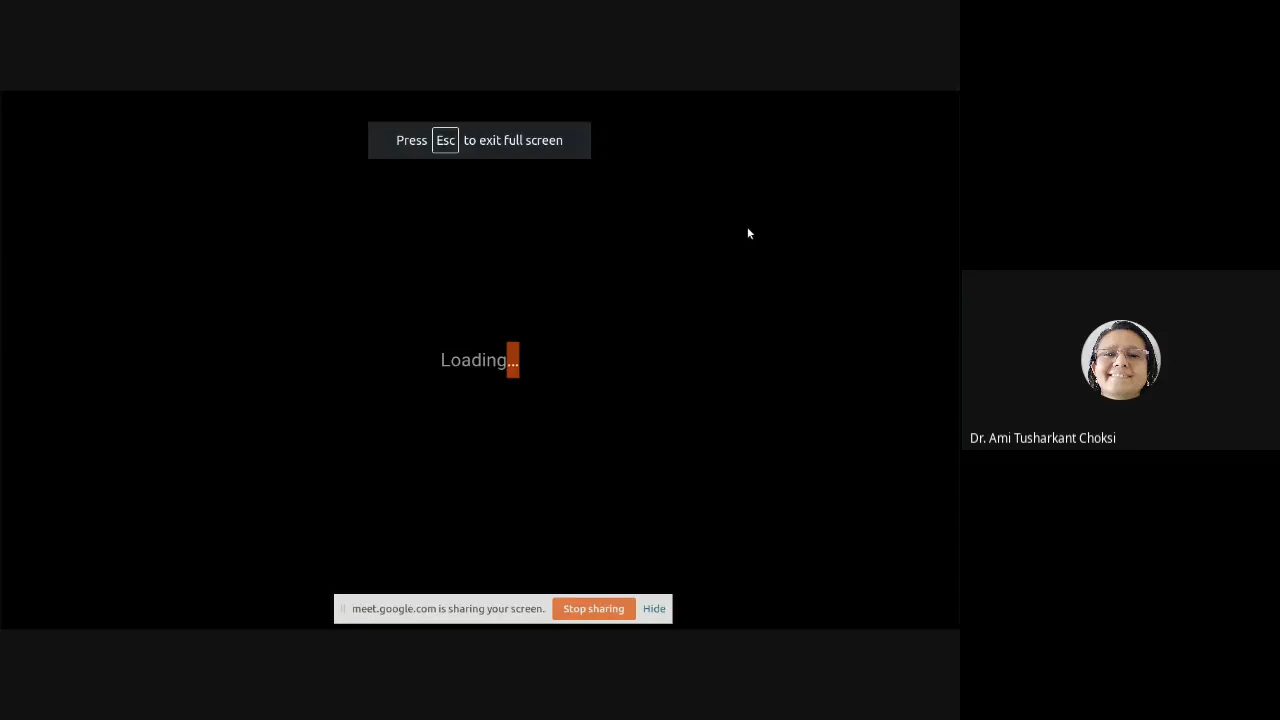 Press Esc to exit full screen
Loading...
Dr. Ami Tusharkant Choksi
meet.google.com is sharing your screen. Stop sharing Hide